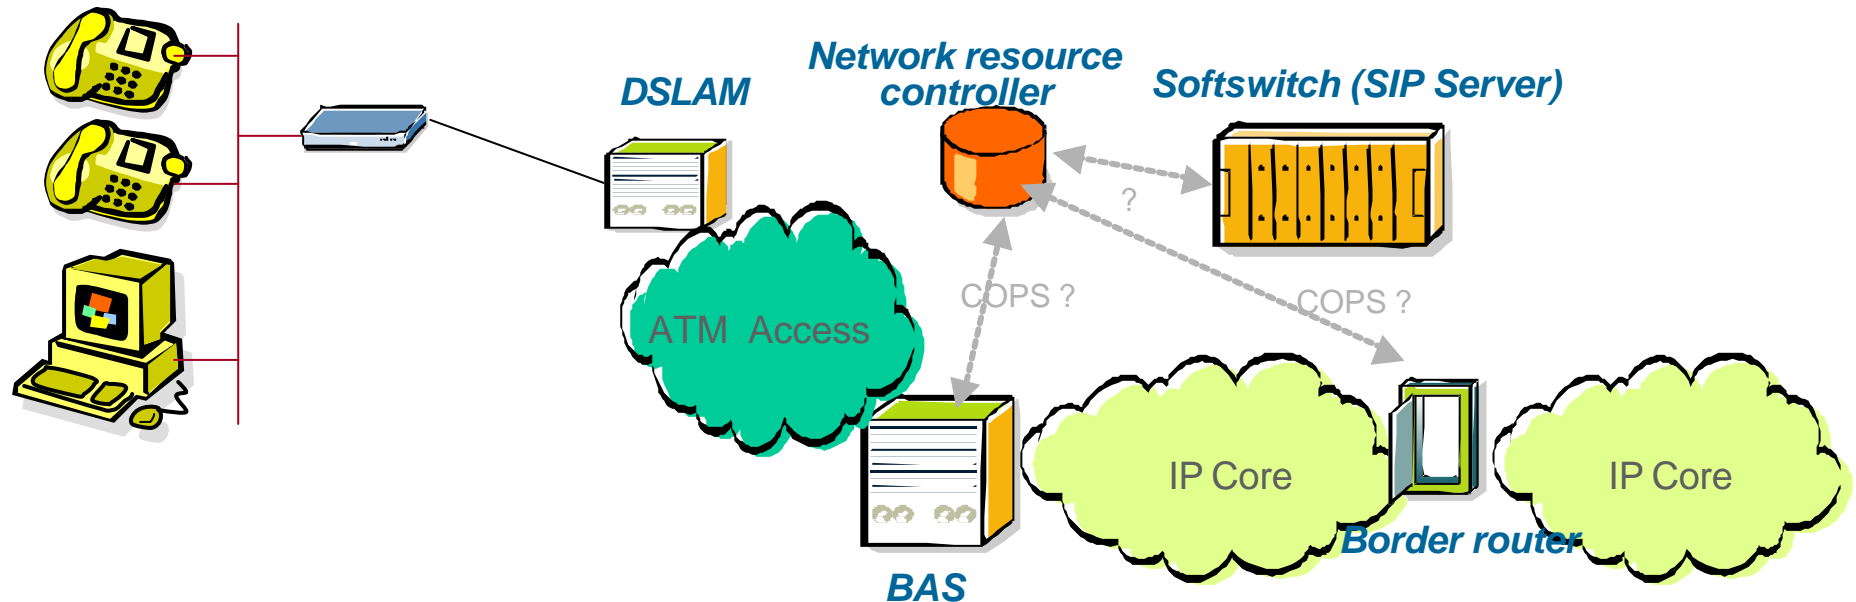 Network resource
controller
DSLAM
Softswitch (SIP Server)
?
COPS ?
COPS ?
ATM Access
IP Core
IP Core
Border router
BAS